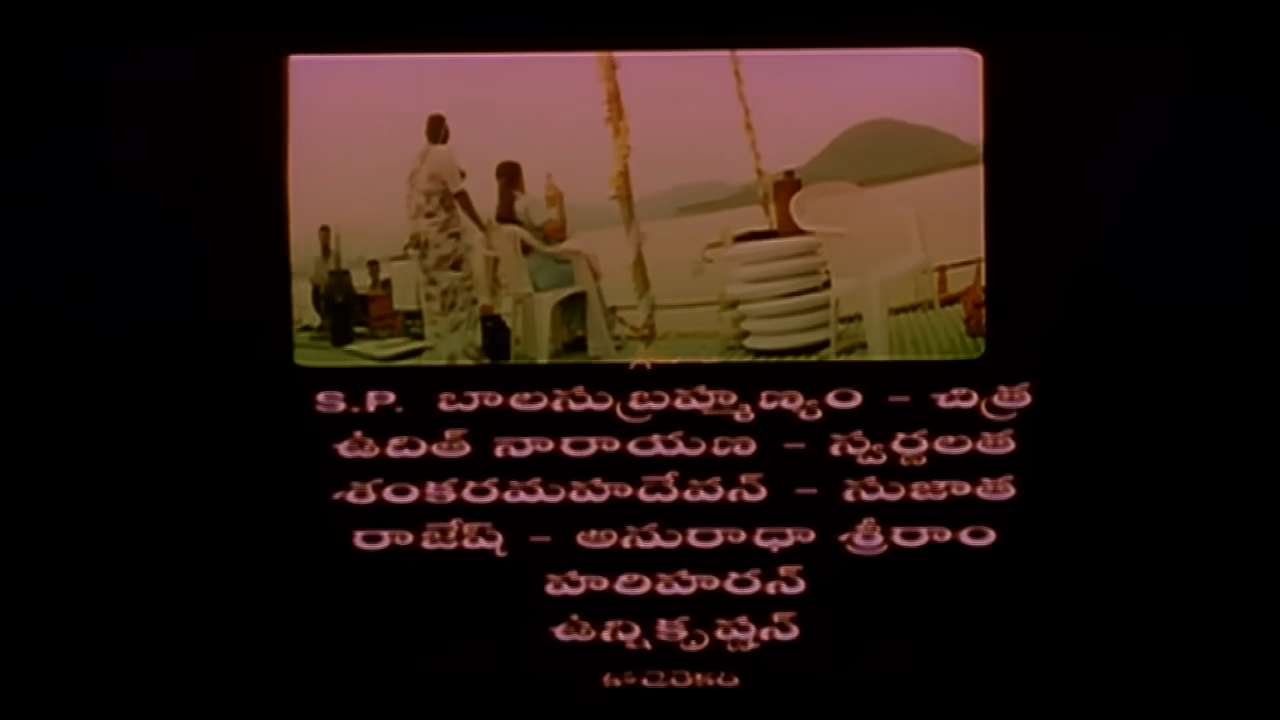 S.P. బాలసుబ్రహ్మణ్యం - చిత్ర
ఉదిత్ నారాయణ - స్వర్ణలత
శంకరమహదేవన్ - సుజాత
రాజేష్ - అనురాధా శ్రీరాం
హరిహరన్
ఉన్నికృష్ణన్